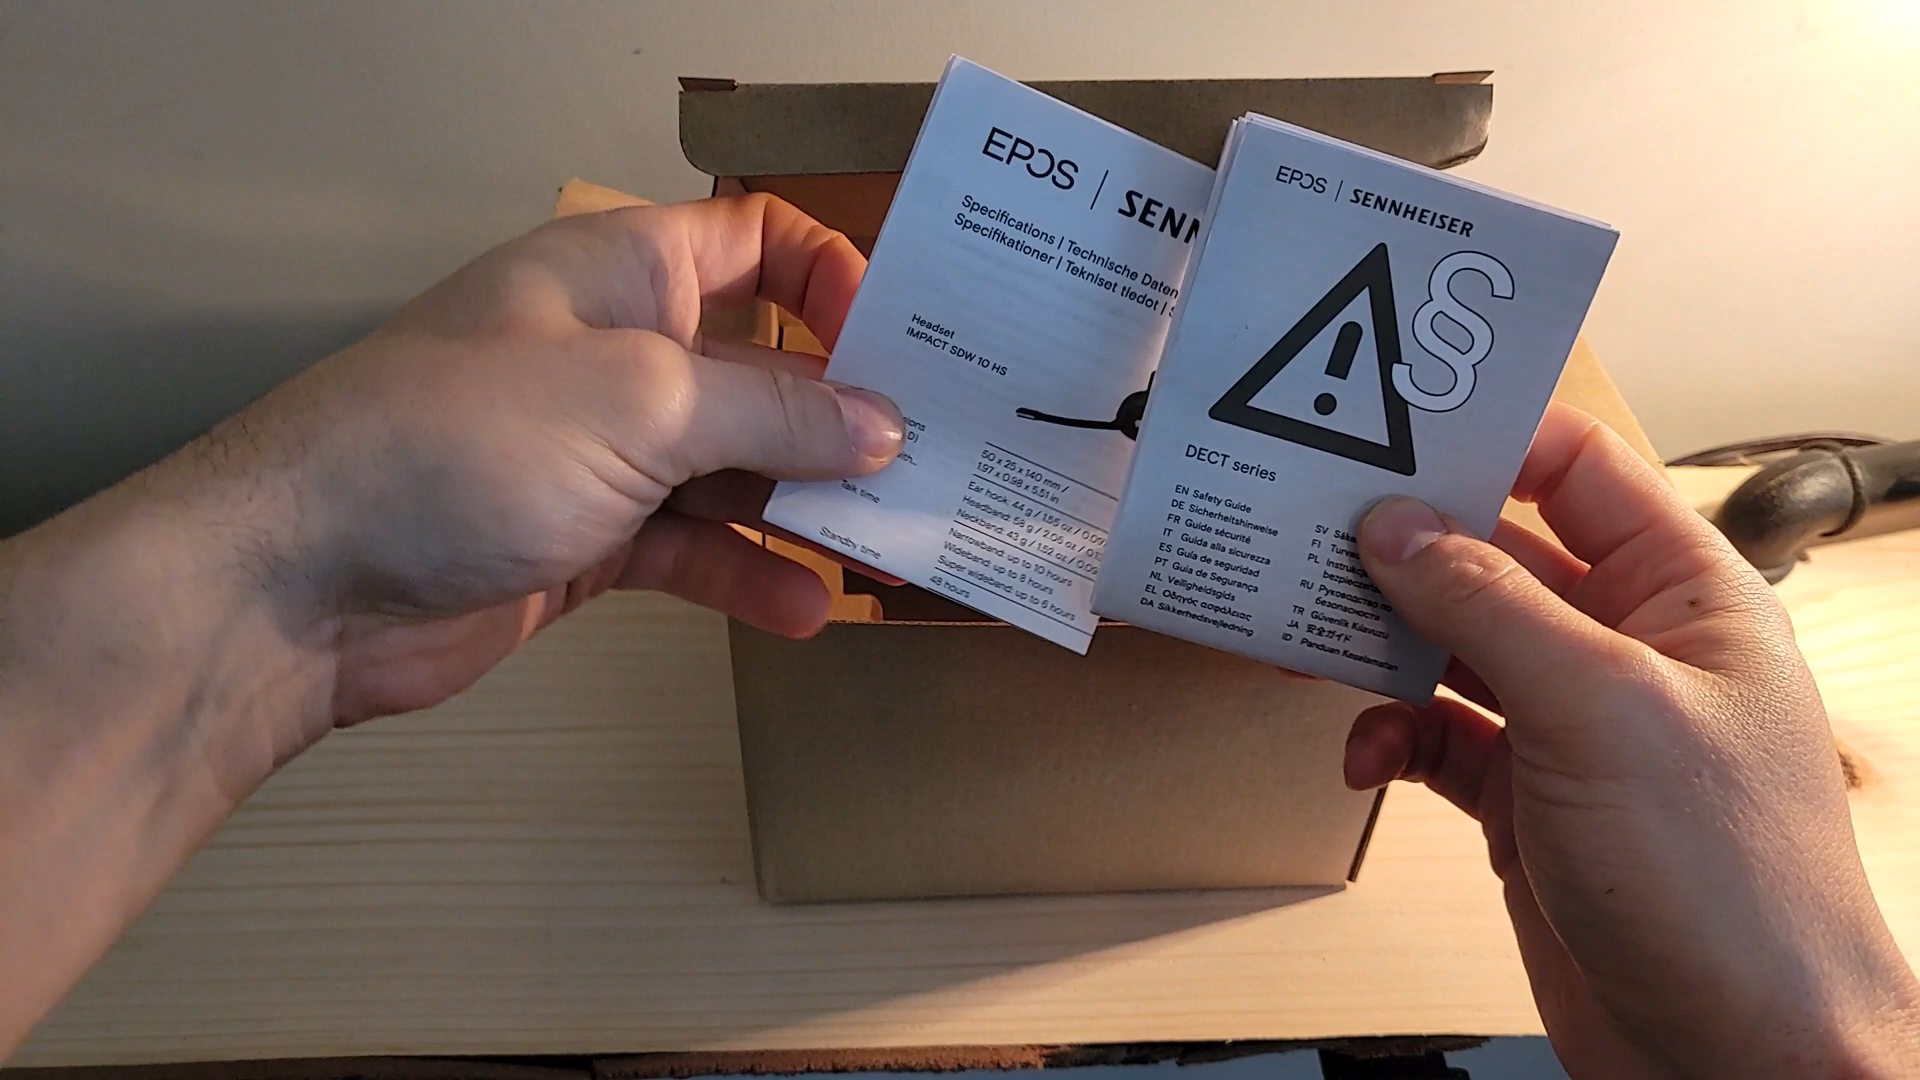 EPOS | SENN
Specifications | Technische Daten
Specifikationer | Tekniset tiedot |
Headset
IMPACT SDW 10 HS
50 x 25 x 140 mm /
1.97 x 0.98 x 5.51 in
Ear hook: 44 g / 1.55 oz /
Headband: 58 g / 2.05 oz /
Neckband: 43 g / 1.52 oz /
Talk time
Narrowband: up to 10 hours
Wideband: up to 8 hours
Super wideband: up to 6 hours
Standby time
48 hours
EPOS | SENNHEISER
§
DECT series
EN Safety Guide
DE Sicherheitshinweise
FR Guide sécurité
IT Guida alla sicurezza
ES Guía de seguridad
PT Guia de Segurança
NL Veiligheidsgids
EL Οδηγός ασφάλειας
DA Sikkerhedsvejledning
SV
FI
PL
RU Руководство по
безопасности
TR Güvenlik Kılavuzu
JA 安全ガイド
ID Panduan Keselamatan